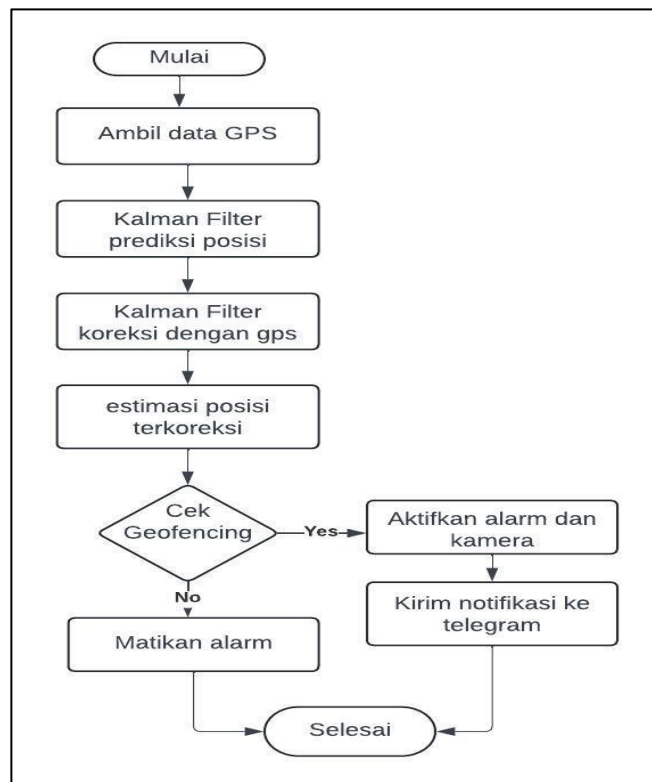 Mulai
Ambil data GPS
Kalman Filter
prediksi posisi
Kalman Filter
koreksi dengan gps
estimasi posisi
terkoreksi
Cek
Geofencing
Yes
Aktifkan alarm dan
kamera
No
Kirim notifikasi ke
telegram
Matikan alarm
Selesai